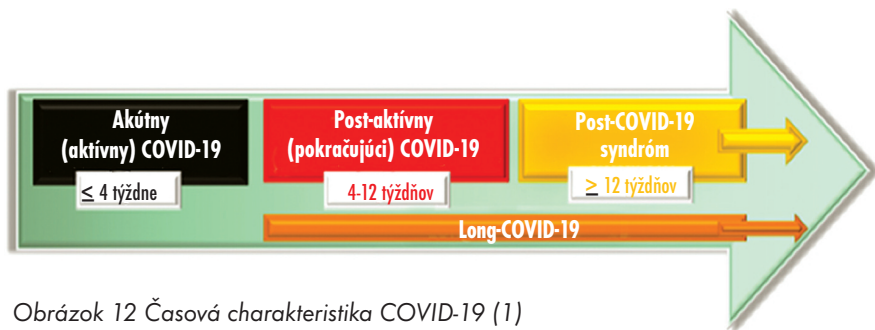 Akútny
(aktívny) COVID-19
≤ 4 týždne
Post-aktívny
(pokračujúci) COVID-19
4-12 týždňov
Post-COVID-19
syndróm
≥ 12 týždňov
Long-COVID-19
Obrázok 12 Časová charakteristika COVID-19 (1)